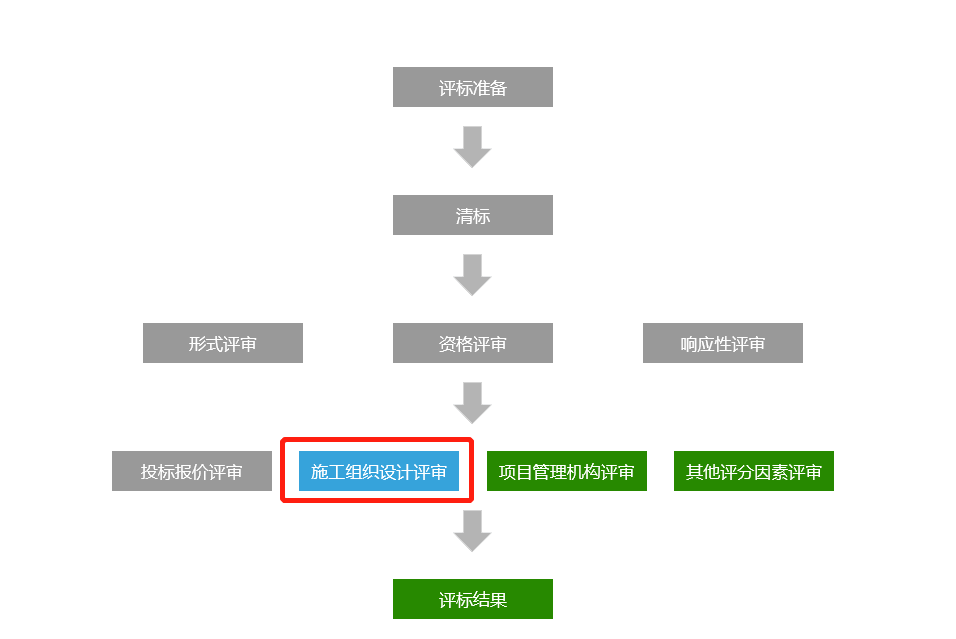 评标准备
清标
形式评审
资格评审
响应性评审
投标报价评审
施工组织设计评审
项目管理机构评审
其他评分因素评审
评标结果